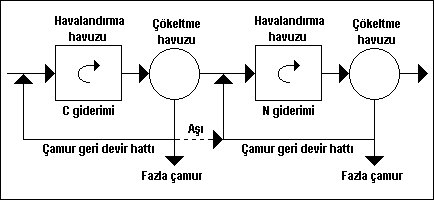 Havalandırma
havuzu
Çökeltme
havuzu
Havalandırma
havuzu
Çökeltme
havuzu
C giderimi
N giderimi
Aşı
Çamur geri devir hattı
Çamur geri devir hattı
Fazla çamur
Fazla çamur